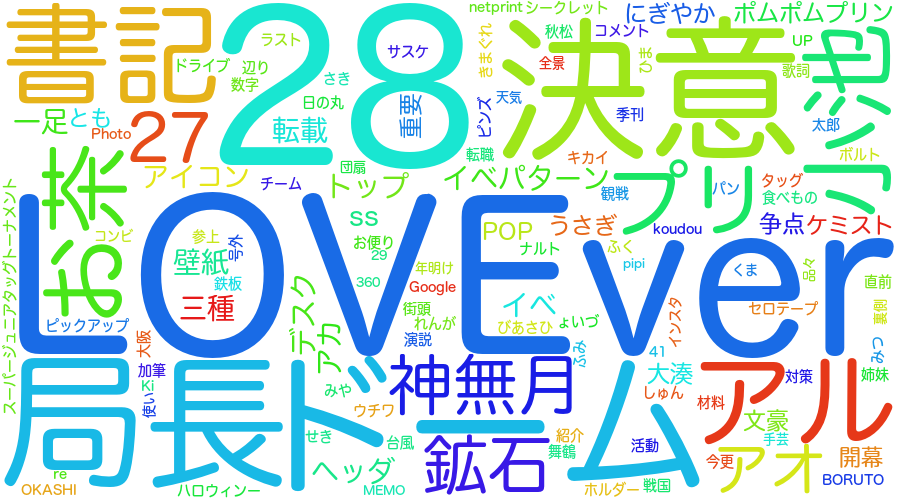 書記
28
決意
黙ソマ
netprint
シークレット
にぎやか
ポムポムプリン
ラスト
サスケ
秋松
コメント
UP
ドライブ
辺り
きまぐれ
全景
ひま
歌詞
数字
さき
天気
一足
とも
Photo
27
日の丸
転載
重要
ピンズ
季刊
太郎
お奈
団扇
転職
キカイ
ボルト
アイコン
チーム
トップ
イベパターン
観戦
プリ
パン
タッグ
食べもの
スーパージュニアタッグトーナメント
コンビ
参上
号外
ss
POP
うさぎ
koudou
争点
ケミスト
壁紙
お便り
29
ナルト
ふく
鉄板
年明け
pipi
くま
品々
360
Google
直前
三種
デスク
イベ
セロテープ
裏側
LOVEver
ピックアップ
街頭
れんが
びあさひ
ょいづ
インスタ
大阪
アカ
演説
ふみ
41
みつ
局長
ドーム
加筆
Ki
使い
みや
神無月
大湊
対策
姉妹
アル
ウチワ
しゅん
材料
文豪
せき
台風
鉱石
紹介
舞鶴
活動
手芸
アオ
開幕
re
ヘッダ
今更
OKASHI
ハロウィンー
MEMO
ホルダー
戦国
BORUTO